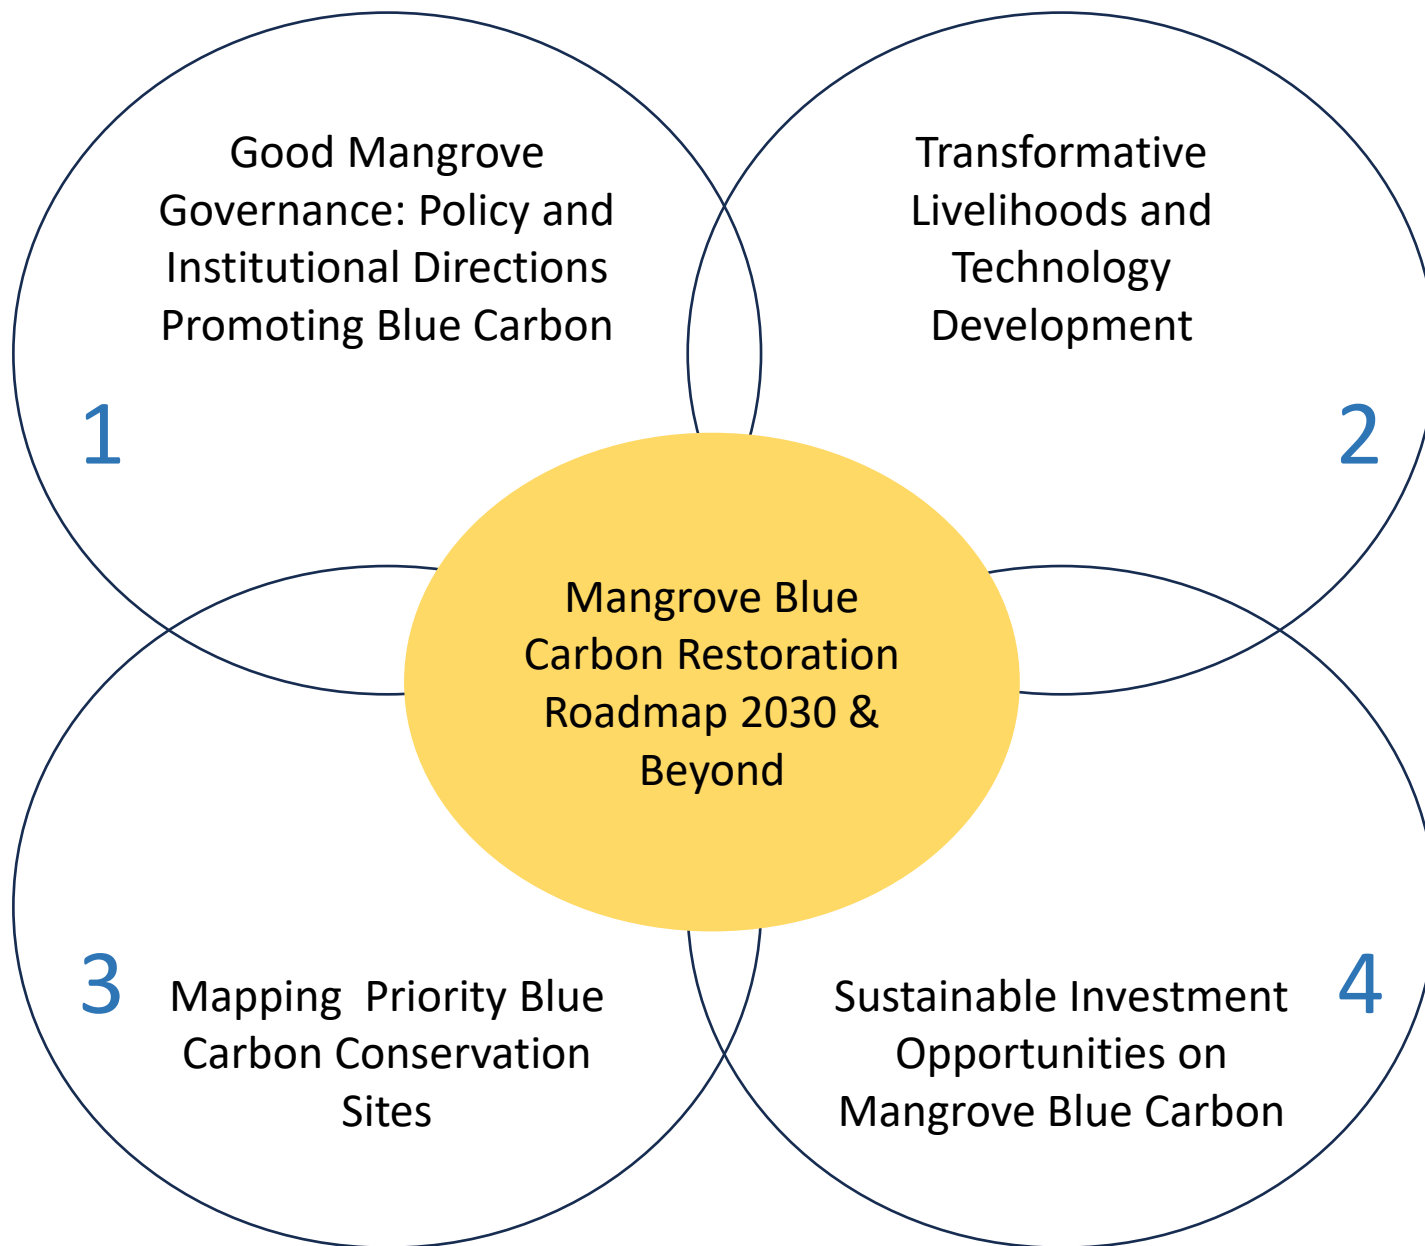 Good Mangrove
Governance: Policy and
Institutional Directions
Promoting Blue Carbon
1
Transformative
Livelihoods and
Technology
Development
2
Mangrove Blue
Carbon Restoration
Roadmap 2030 &
Beyond
3
Mapping  Priority Blue
Carbon Conservation
Sites
Sustainable Investment
Opportunities on
Mangrove Blue Carbon
4